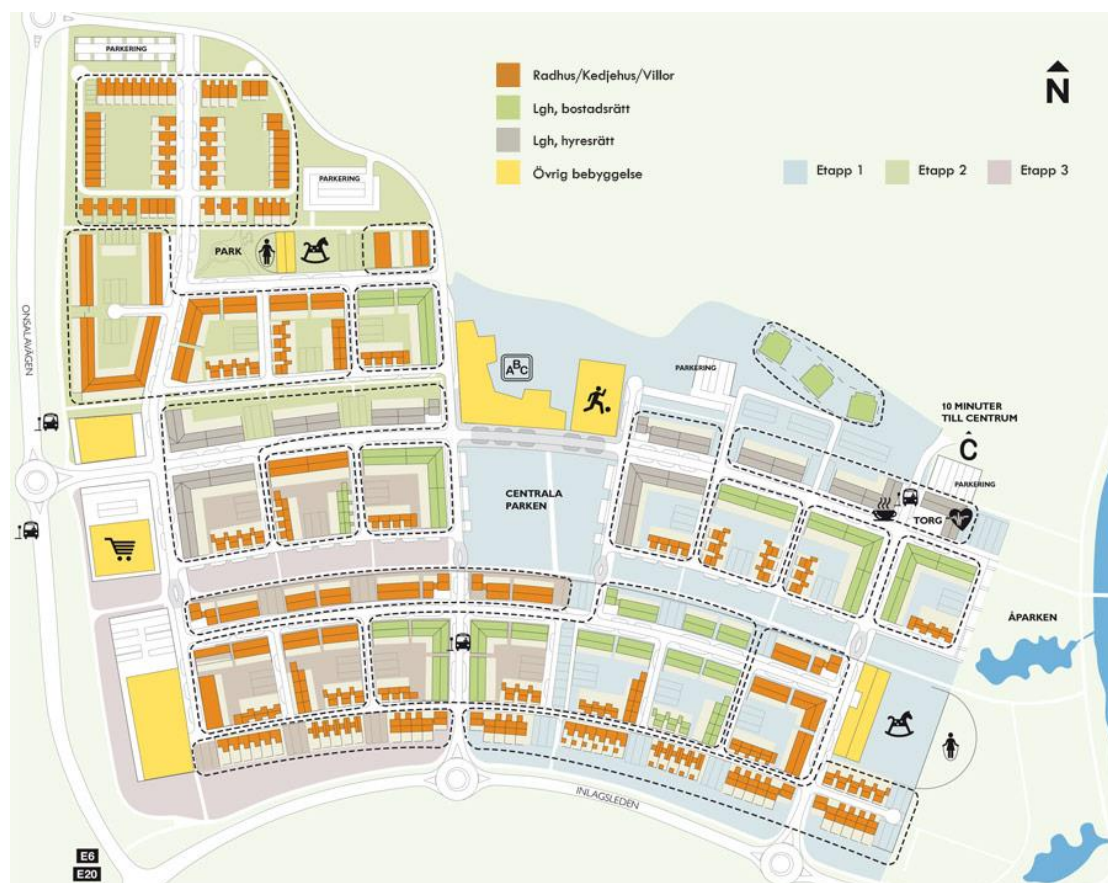 PARKERING
Radhus/Kedjehus/Villor
Lgh, bostadsrätt
Lgh, hyresrätt
Övrig bebyggelse
N
Etapp 1
Etapp 2
Etapp 3
PARKERING
PARK
ONSALAVÄGEN
ABC
PARKERING
10 MINUTER
TILL CENTRUM
C
PARKERING
CENTRALA
PARKEN
TORG
ÅPARKEN
INLAGSLEDEN
E6
E20